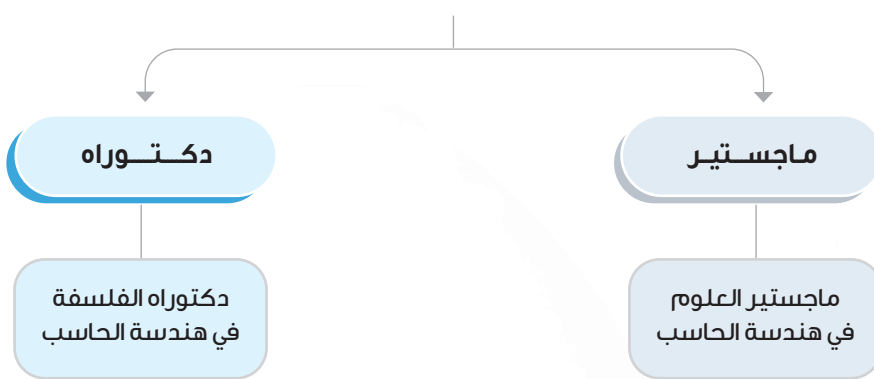 ماجستير
دكتوراه
ماجستير العلوم
في هندسة الحاسب
دكتوراه الفلسفة
في هندسة الحاسب